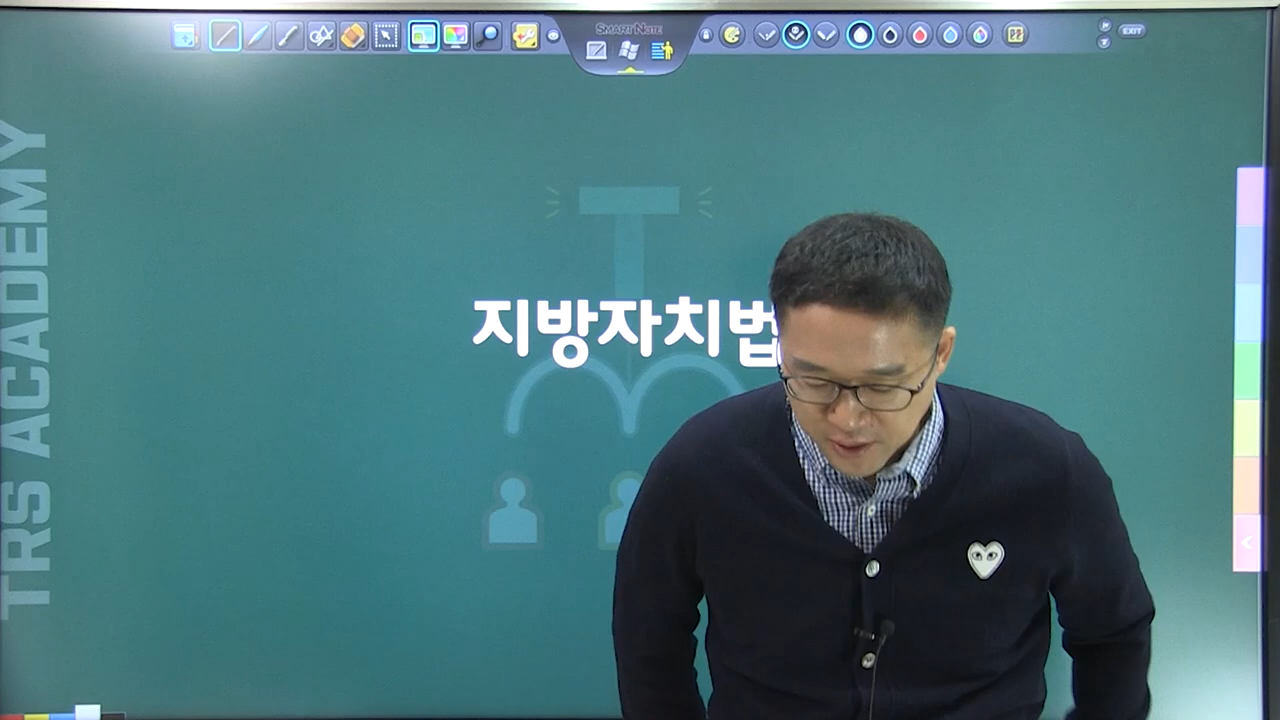 SMART NOTE
EXIT
지방자치법
TRS ACADEMY